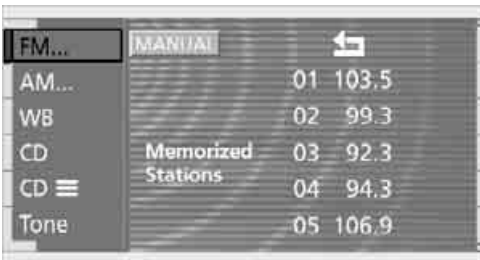 FM...
AM...
WB
CD
CD
Tone
MANUAL
Memorized
Stations
01 103.5
02 99.3
03 92.3
04 94.3
05 106.9